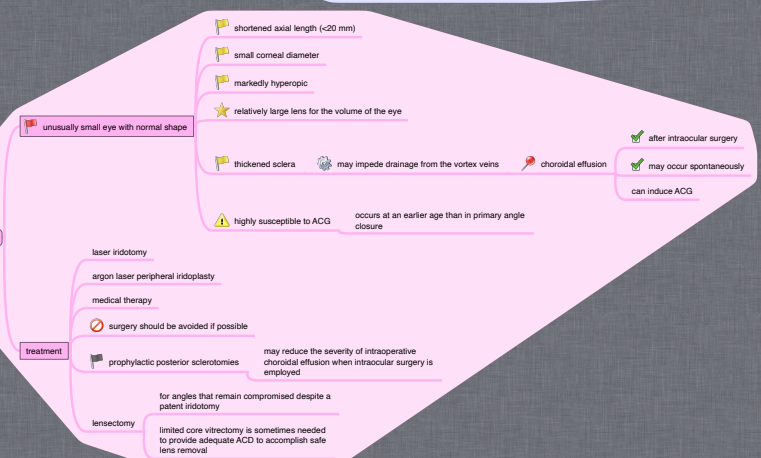 unusually small eye with normal shape
shortened axial length (<20 mm)
small corneal diameter
markedly hyperopic
relatively large lens for the volume of the eye
thickened sclera
may impede drainage from the vortex veins
choroidal effusion
after intraocular surgery
may occur spontaneously
can induce ACG
highly susceptible to ACG
occurs at an earlier age than in primary angle
closure
treatment
laser iridotomy
argon laser peripheral iridoplasty
medical therapy
surgery should be avoided if possible
prophylactic posterior sclerotomies
may reduce the severity of intraoperative
choroidal effusion when intraocular surgery is
employed
lensectomy
for angles that remain compromised despite a
patent iridotomy
limited core vitrectomy is sometimes needed
to provide adequate ACD to accomplish safe
lens removal